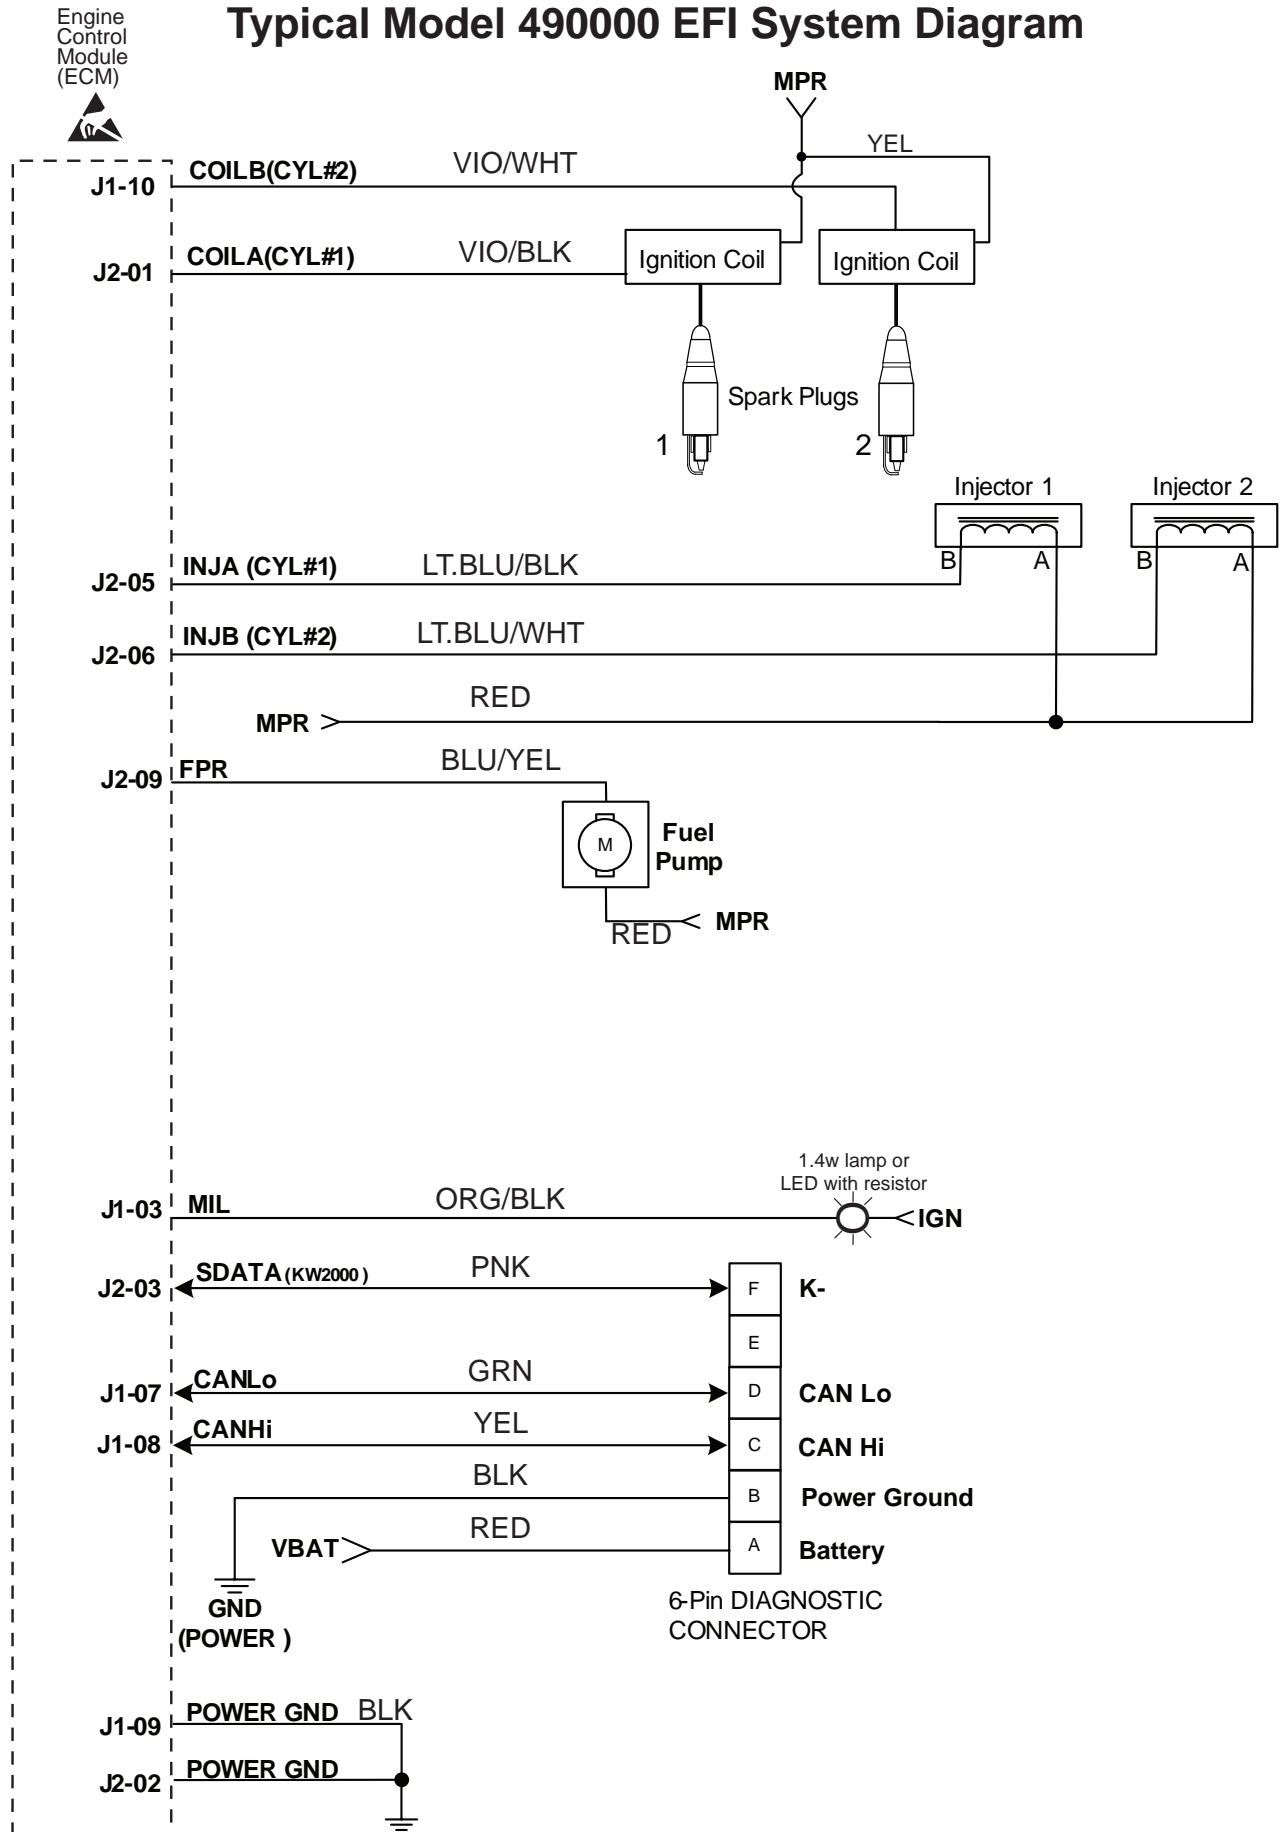 Typical Model 490000 EFI System Diagram
Engine
Control
Module
(ECM)
MPR
YEL
J1-10 COILB(CYL#2) VIO/WHT
J2-01 COILA(CYL#1) VIO/BLK
Ignition Coil
Ignition Coil
Spark Plugs
1
2
Injector 1
Injector 2
B A
B A
J2-05 INJA (CYL#1) LT.BLU/BLK
J2-06 INJB (CYL#2) LT.BLU/WHT
RED
MPR
J2-09 FPR BLU/YEL
M
Fuel
Pump
RED
MPR
1.4w lamp or
LED with resistor
J1-03 MIL ORG/BLK
IGN
J2-03 SDATA (KW2000) PNK
F K-
E
J1-07 CANLo GRN
D CAN Lo
J1-08 CANHi YEL
C CAN Hi
BLK
B Power Ground
VBAT RED
A Battery
GND
(POWER )
6-Pin DIAGNOSTIC
CONNECTOR
J1-09 POWER GND BLK
J2-02 POWER GND